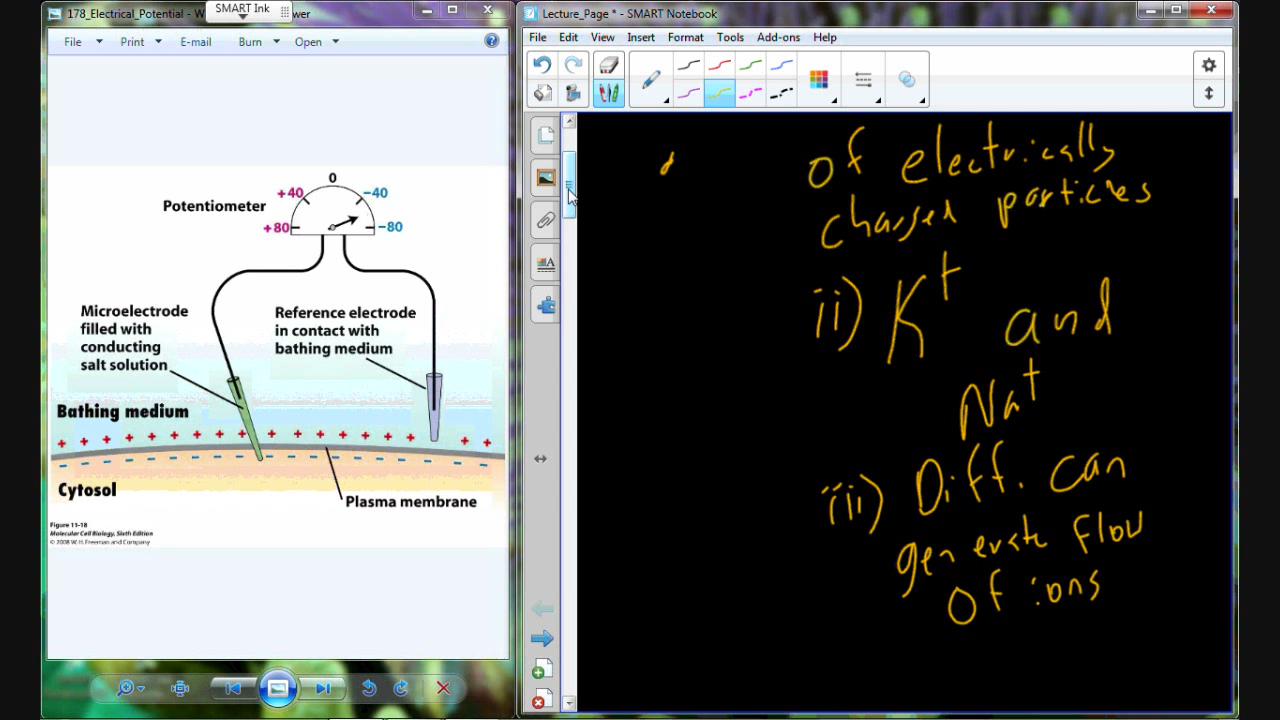 178_Electrical_Potential - W
SMART Ink
wer
File
Print
E-mail
Burn
Open
0
+40
-40
Potentiometer
+80
-80
Microelectrode
filled with
conducting
salt solution
Reference electrode
in contact with
bathing medium
Bathing medium
Cytosol
Plasma membrane
Figure 11-18
Molecular Cell Biology, Sixth Edition
© 2008 W. H. Freeman and Company
Lecture_Page * - SMART Notebook
File Edit View Insert Format Tools Add-ons Help
of electrically
charged particles
ii) K+ and
Na+
iii) Diff. can
generate flow
of ions